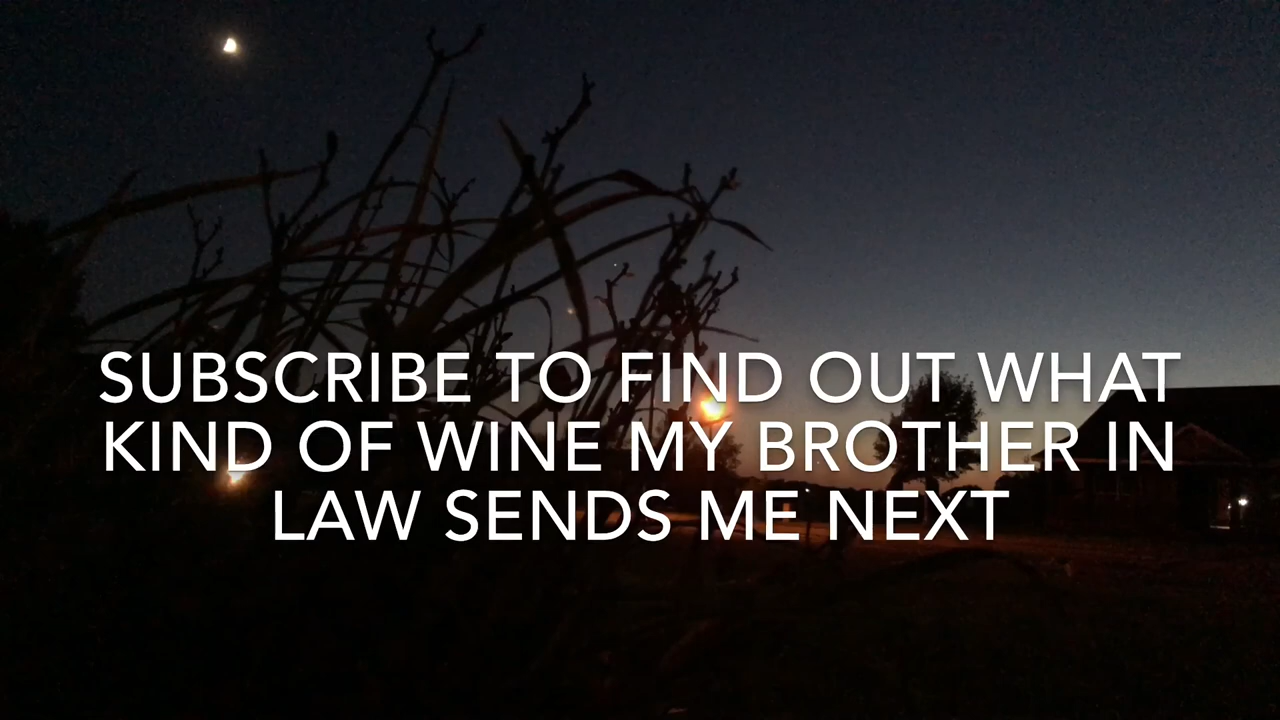 SUBSCRIBE TO FIND OUT WHAT
KIND OF WINE MY BROTHER IN
LAW SENDS ME NEXT